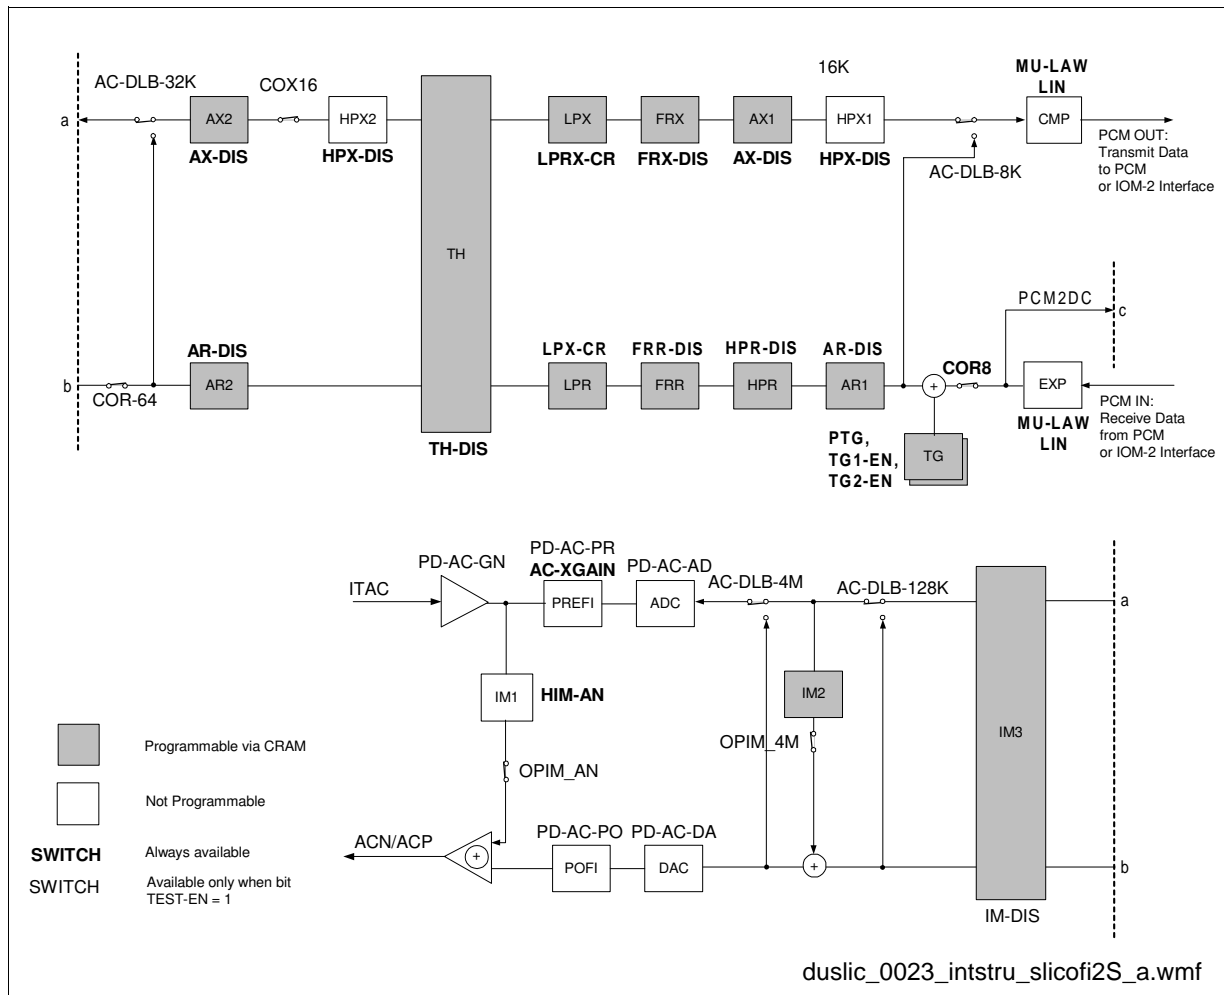 AC-DLB-32K
COX16
16K
MU-LAW
LIN
a
AX2
HPX2
LPX
FRX
AX1
HPX1
CMP
AX-DIS
HPX-DIS
LPRX-CR
FRX-DIS
AX-DIS
HPX-DIS
AC-DLB-8K
PCM OUT:
Transmit Data
to PCM
or IOM-2 Interface
TH
PCM2DC
c
AR-DIS
LPX-CR
FRR-DIS
HPR-DIS
AR-DIS
COR8
b
COR-64
AR2
LPR
FRR
HPR
AR1
+
EXP
MU-LAW
LIN
PCM IN:
Receive Data
from PCM
or IOM-2 Interface
TH-DIS
PTG,
TG1-EN,
TG2-EN
TG
PD-AC-GN
PD-AC-PR
AC-XGAIN
PD-AC-AD
AC-DLB-4M
AC-DLB-128K
ITAC
PREFI
ADC
a
IM1
HIM-AN
IM2
IM3
OPIM_4M
OPIM_AN
Programmable via CRAM
Not Programmable
SWITCH Always available
SWITCH Available only when bit
TEST-EN = 1
ACN/ACP
+
PD-AC-PO
PD-AC-DA
POFI
DAC
+
b
IM-DIS
duslic_0023_intstru_slicofi2S_a.wmf